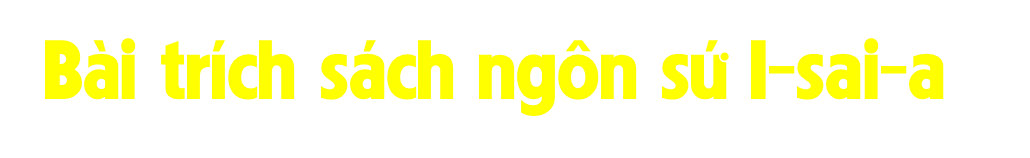 Bài trích sách ngôn sứ I-sai-a